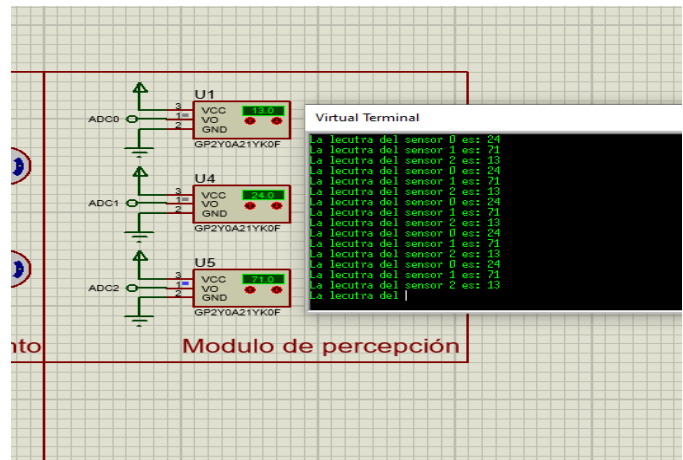 U1
ADC0
3
1
2
VCC
VO
GND
13.0
GP2Y0A21YK0F
U4
ADC1
3
1
2
VCC
VO
GND
24.0
GP2Y0A21YK0F
U5
ADC2
3
1
2
VCC
VO
GND
71.0
GP2Y0A21YK0F
nto
Modulo de percepción
Virtual Terminal
La lecutra del sensor 0 es: 24
La lecutra del sensor 1 es: 71
La lecutra del sensor 2 es: 13
La lecutra del sensor 0 es: 24
La lecutra del sensor 1 es: 71
La lecutra del sensor 2 es: 13
La lecutra del sensor 0 es: 24
La lecutra del sensor 1 es: 71
La lecutra del sensor 2 es: 13
La lecutra del sensor 0 es: 24
La lecutra del sensor 1 es: 71
La lecutra del sensor 2 es: 13
La lecutra del sensor 0 es: 24
La lecutra del sensor 1 es: 71
La lecutra del sensor 2 es: 13
La lecutra del